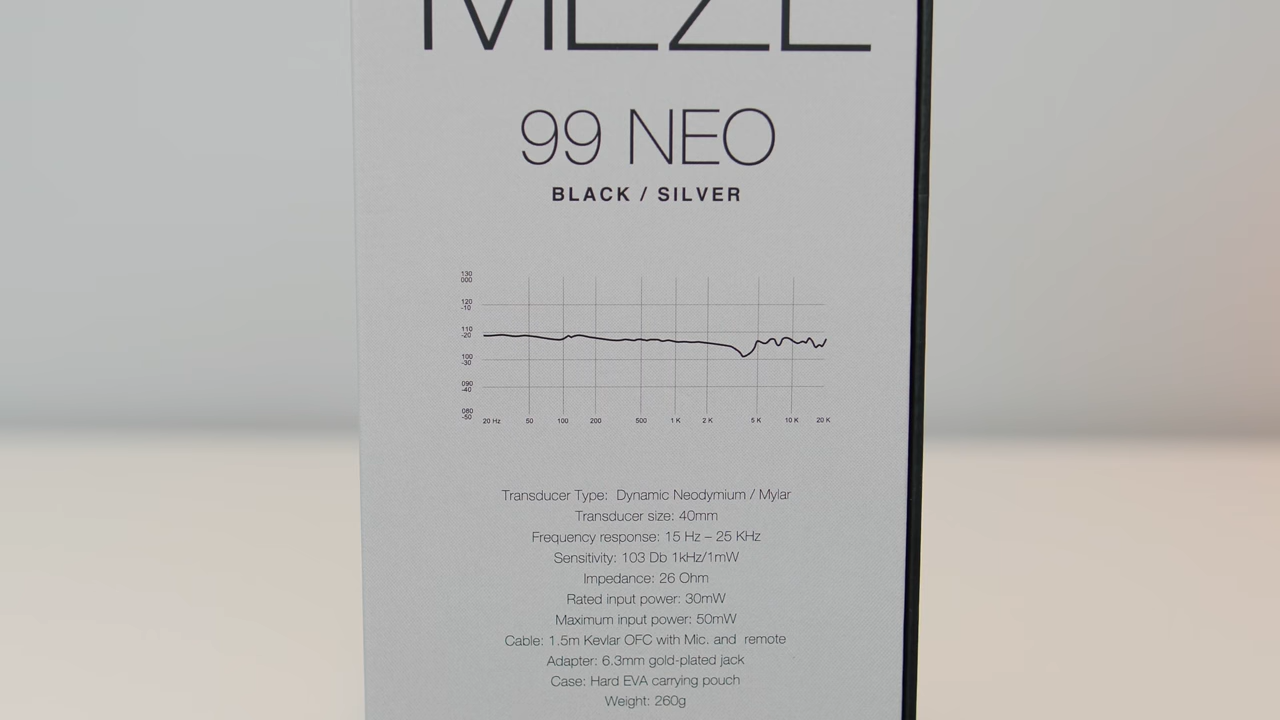 MEZE
99 NEO
BLACK / SILVER
130
000
120
-10
110
-20
100
-30
090
-40
080
-50
20 Hz 50 100 200 500 1 K 2 K 5 K 10 K 20 K
Transducer Type: Dynamic Neodymium / Mylar
Transducer size: 40mm
Frequency response: 15 Hz – 25 KHz
Sensitivity: 103 Db 1kHz/1mW
Impedance: 26 Ohm
Rated input power: 30mW
Maximum input power: 50mW
Cable: 1.5m Kevlar OFC with Mic. and remote
Adapter: 6.3mm gold-plated jack
Case: Hard EVA carrying pouch
Weight: 260g